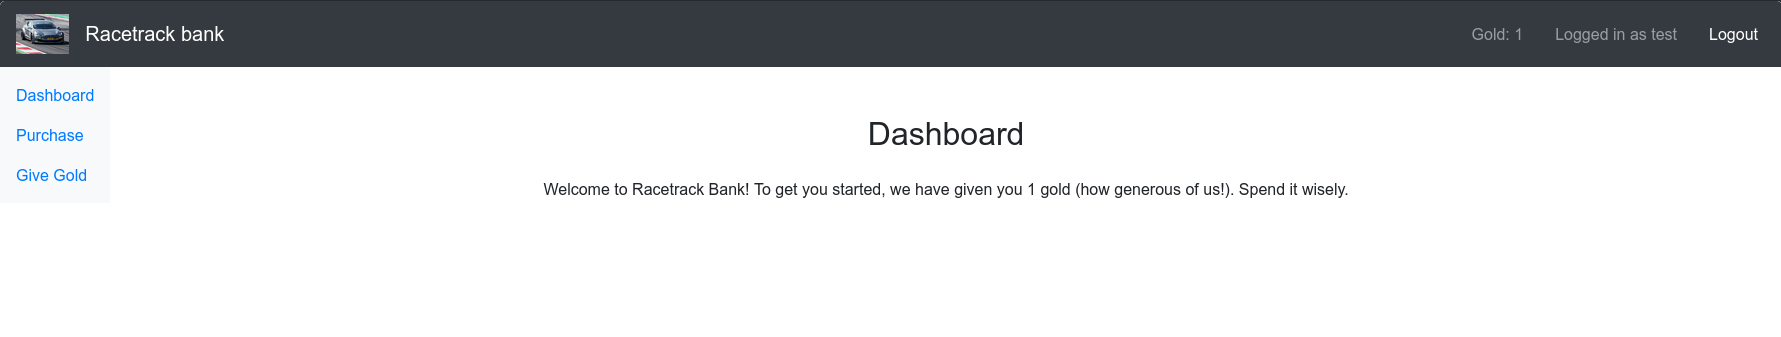 Racetrack bank
Gold: 1
Logged in as test
Logout
Dashboard
Purchase
Give Gold
Dashboard
Welcome to Racetrack Bank! To get you started, we have given you 1 gold (how generous of us!). Spend it wisely.